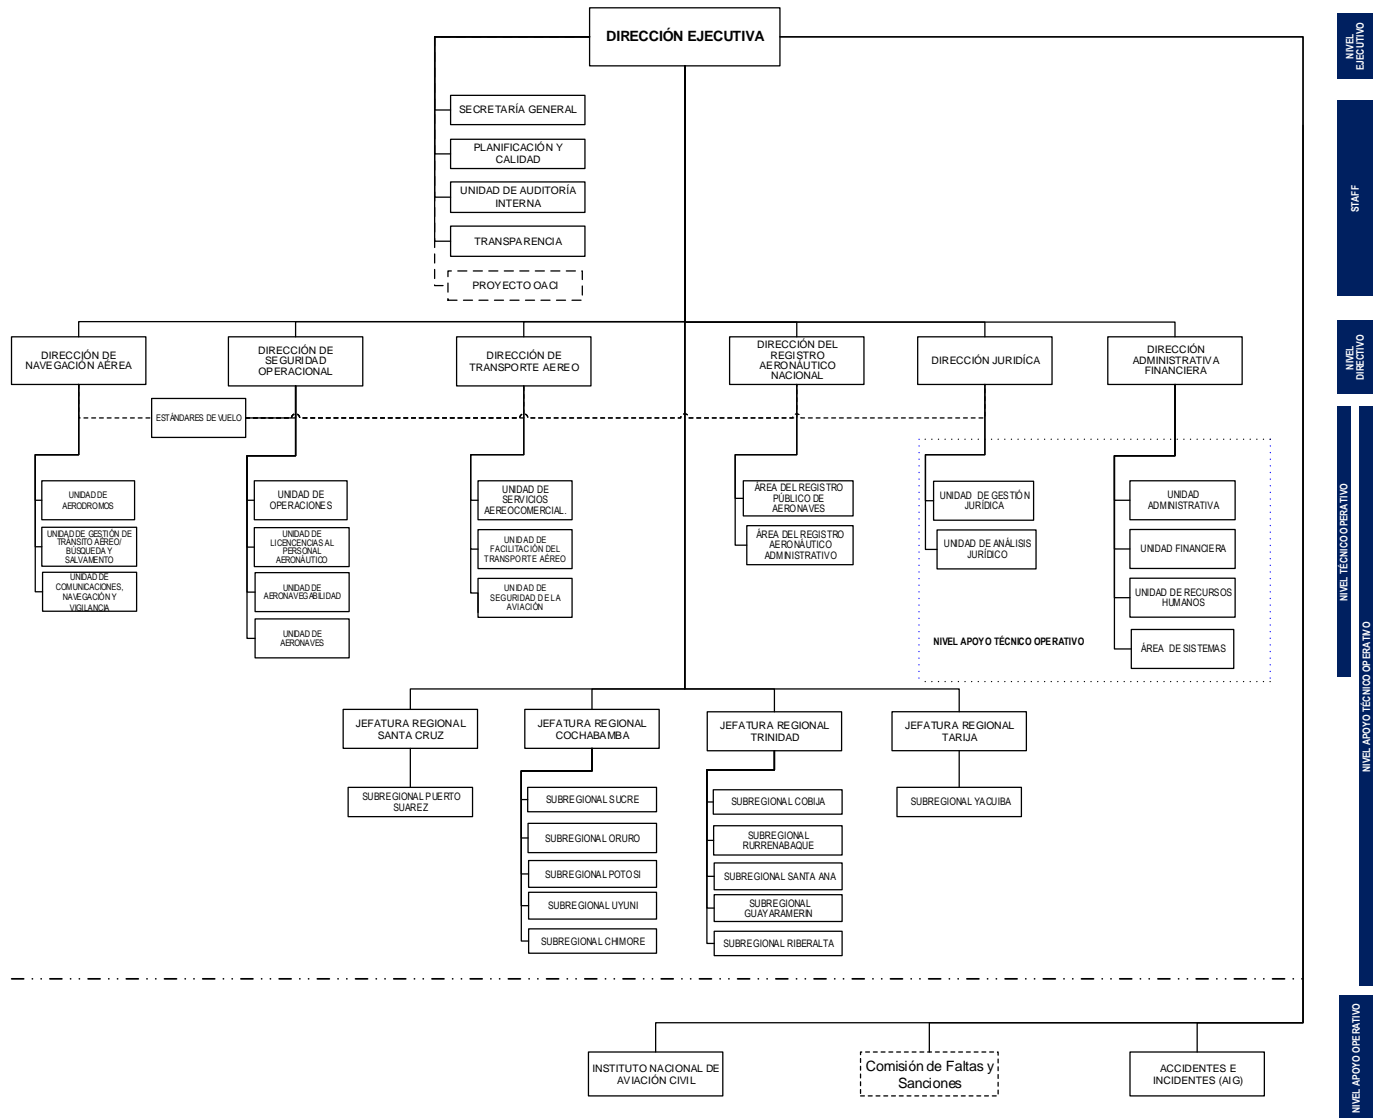 DIRECCIÓN EJECUTIVA
NIVEL
EJECUTIVO
SECRETARÍA GENERAL
PLANIFICACIÓN Y
CALIDAD
UNIDAD DE AUDITORÍA
INTERNA
TRANSPARENCIA
PROYECTO OACI
STAFF
DIRECCIÓN DE
NAVEGACIÓN AÉREA
DIRECCIÓN DE
SEGURIDAD
OPERACIONAL
DIRECCIÓN DE
TRANSPORTE AEREO
DIRECCIÓN DEL
REGISTRO
AERONÁUTICO
NACIONAL
DIRECCIÓN JURIDÍCA
DIRECCIÓN
ADMINISTRATIVA
FINANCIERA
NIVEL
DIRECTIVO
ESTÁNDARES DE VUELO
UNIDAD DE
AERODROMOS
UNIDAD DE GESTIÓN DE
TRÁNSITO AÉREO/
BÚSQUEDA Y
SALVAMENTO
UNIDAD DE
COMUNICACIONES,
NAVEGACIÓN Y
VIGILANCIA
UNIDAD DE
OPERACIONES
UNIDAD DE
LICENCENCIAS AL
PERSONAL
AERONÁUTICO
UNIDAD DE
AERONAVEGABILIDAD
UNIDAD DE
AERONAVES
UNIDAD DE
SERVICIOS
AEREOCOMERCIAL.
UNIDAD DE
FACILITACIÓN DEL
TRANSPORTE AÉREO
UNIDAD DE
SEGURIDAD DE LA
AVIACIÓN
ÁREA DEL REGISTRO
PÚBLICO DE
AERONAVES
ÁREA DEL REGISTRO
AERONÁUTICO
ADMINISTRATIVO
UNIDAD DE GESTIÓN
JURÍDICA
UNIDAD DE ANÁLISIS
JURÍDICO
UNIDAD
ADMINISTRATIVA
UNIDAD FINANCIERA
UNIDAD DE RECURSOS
HUMANOS
ÁREA DE SISTEMAS
NIVEL APOYO TÉCNICO OPERATIVO
NIVEL TÉCNICO OPERATIVO
NIVEL APOYO TÉCNICO OPERATIVO
JEFATURA REGIONAL
SANTA CRUZ
JEFATURA REGIONAL
COCHABAMBA
JEFATURA REGIONAL
TRINIDAD
JEFATURA REGIONAL
TARIJA
SUBREGIONAL PUERTO
SUAREZ
SUBREGIONAL SUCRE
SUBREGIONAL ORURO
SUBREGIONAL POTOSI
SUBREGIONAL UYUNI
SUBREGIONAL CHIMORE
SUBREGIONAL COBIJA
SUBREGIONAL
RURRENABAQUE
SUBREGIONAL SANTA ANA
SUBREGIONAL
GUAYARAMERIN
SUBREGIONAL RIBERALTA
SUBREGIONAL YACUIBA
INSTITUTO NACIONAL DE
AVIACIÓN CIVIL
Comisión de Faltas y
Sanciones
ACCIDENTES E
INCIDENTES (AIG)
NIVEL APOYO OPERATIVO